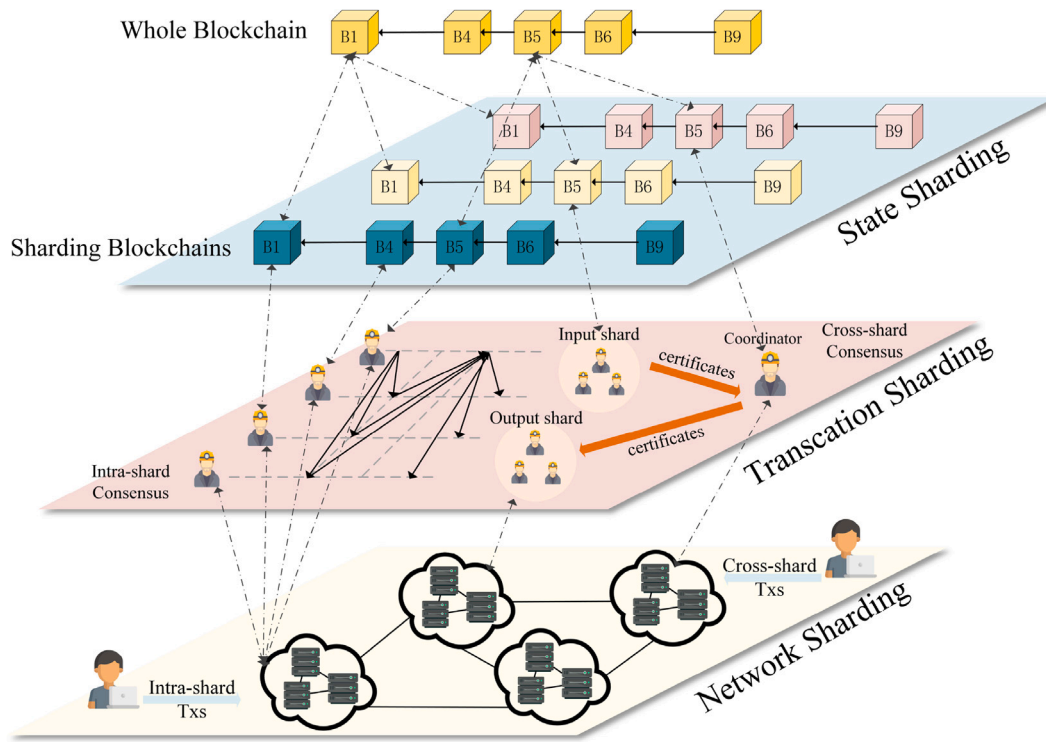 Whole Blockchain
B1 B4 B5 B6 B9
B1 B4 B5 B6 B9
B1 B4 B5 B6 B9
Sharding Blockchains
B1 B4 B5 B6 B9
State Sharding
Input shard
Coordinator
Cross-shard
Consensus
certificates
Output shard
certificates
Intra-shard
Consensus
Transcation Sharding
Cross-shard
Txs
Intra-shard
Txs
Network Sharding